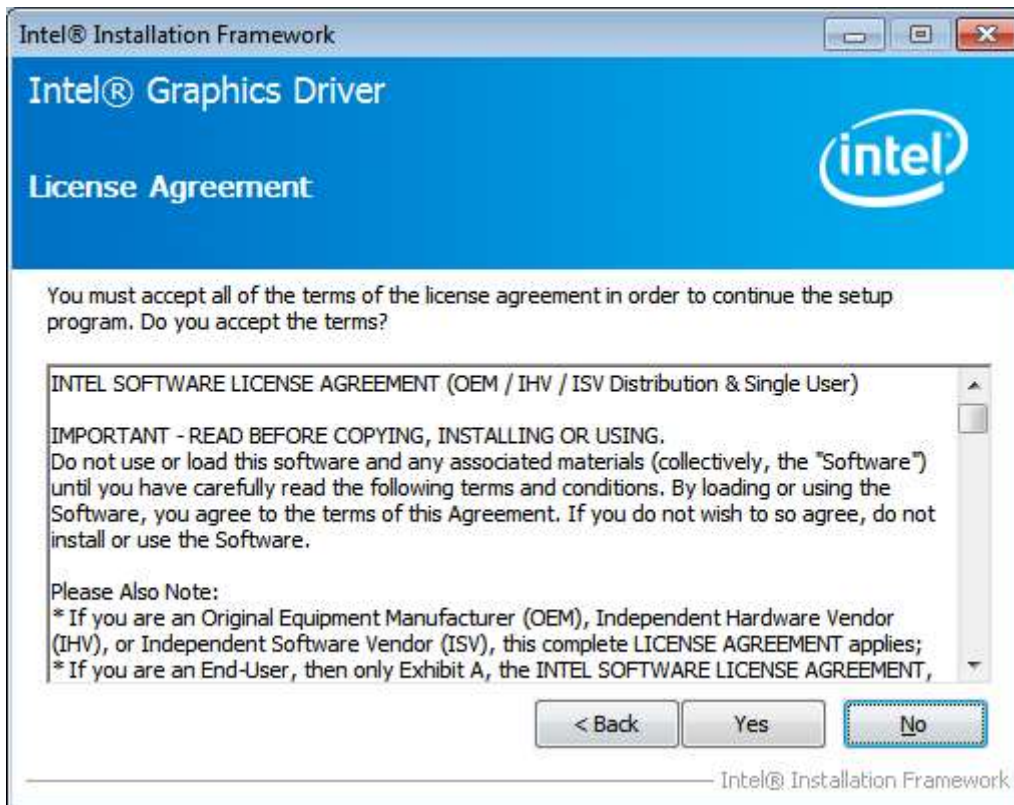 Intel® Installation Framework
Intel® Graphics Driver
intel
License Agreement
You must accept all of the terms of the license agreement in order to continue the setup
program. Do you accept the terms?
INTEL SOFTWARE LICENSE AGREEMENT (OEM / IHV / ISV Distribution & Single User)
IMPORTANT - READ BEFORE COPYING, INSTALLING OR USING.
Do not use or load this software and any associated materials (collectively, the "Software")
until you have carefully read the following terms and conditions. By loading or using the
Software, you agree to the terms of this Agreement. If you do not wish to so agree, do not
install or use the Software.
Please Also Note:
* If you are an Original Equipment Manufacturer (OEM), Independent Hardware Vendor
(IHV), or Independent Software Vendor (ISV), this complete LICENSE AGREEMENT applies;
* If you are an End-User, then only Exhibit A, the INTEL SOFTWARE LICENSE AGREEMENT,
< Back
Yes
No
Intel® Installation Framework